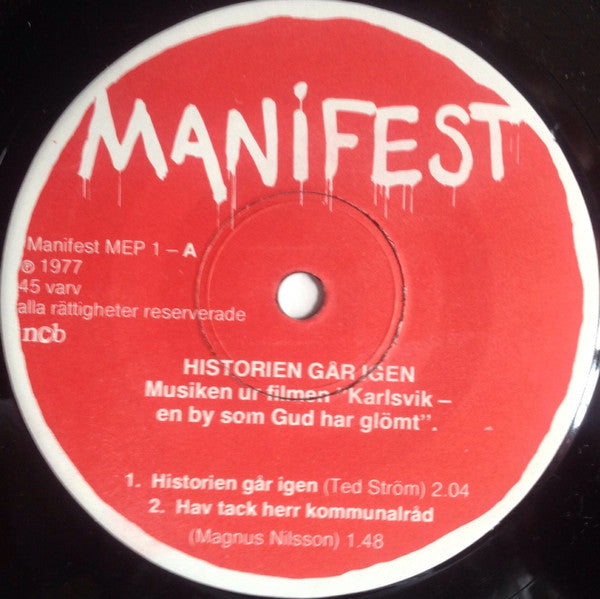 MANIFEST
Manifest MEP 1 – A
℗ 1977
45 varv
alla rättigheter reserverade
ncb
HISTORIEN GÅR IGEN
Musiken ur filmen "Karlsvik –
en by som Gud har glömt".
1. Historien går igen (Ted Ström) 2.04
2. Hav tack herr kommunalråd
(Magnus Nilsson) 1.48